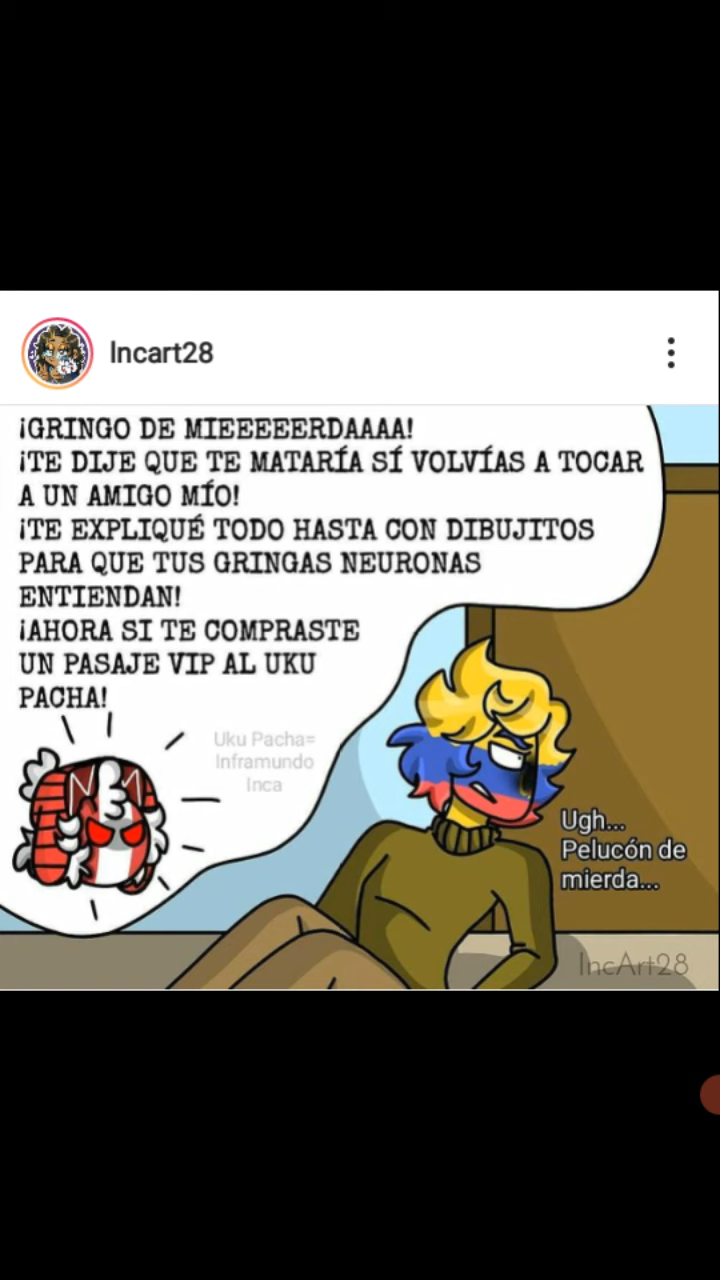 Incart28
¡GRINGO DE MIEEEEERDAAAA!
¡TE DIJE QUE TE MATARÍA SÍ VOLVÍAS A TOCAR
A UN AMIGO MÍO!
¡TE EXPLIQUÉ TODO HASTA CON DIBUJITOS
PARA QUE TUS GRINGAS NEURONAS
ENTIENDAN!
¡AHORA SI TE COMPRASTE
UN PASAJE VIP AL UKU
PACHA!
Uku Pacha=
Inframundo
Inca
Ugh...
Pelucón de
mierda...
IncArt28